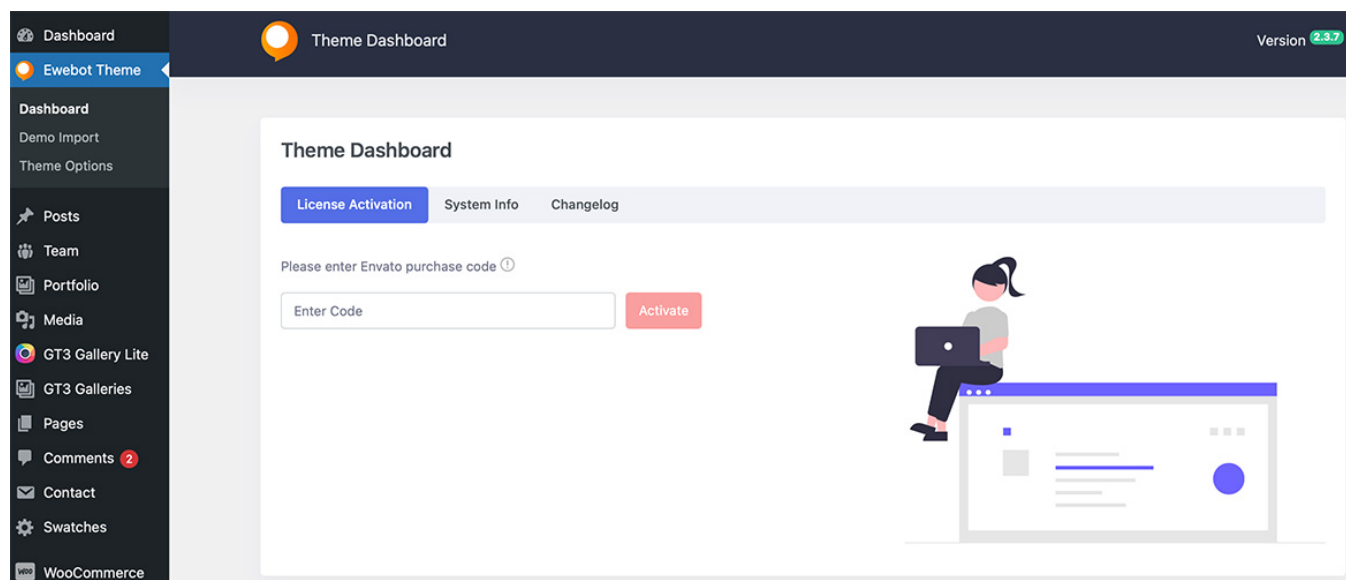 Dashboard
Ewebot Theme
Dashboard
Demo Import
Theme Options
Posts
Team
Portfolio
Media
GT3 Gallery Lite
GT3 Galleries
Pages
Comments 2
Contact
Swatches
WOO WooCommerce
Theme Dashboard
Version 2.3.7
Theme Dashboard
License Activation System Info Changelog
Please enter Envato purchase code
Enter Code Activate